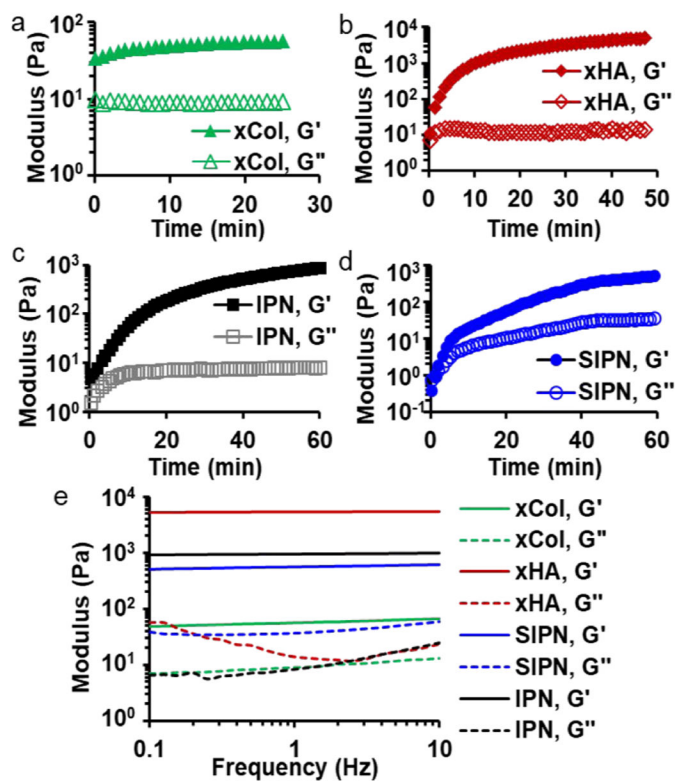 a
Modulus (Pa)
10²
10¹
10⁰
xCol, G'
xCol, G"
0 10 20 30
Time (min)
b
Modulus (Pa)
10⁴
10³
10²
10¹
10⁰
xHA, G'
xHA, G"
0 10 20 30 40 50
Time (min)
c
Modulus (Pa)
10³
10²
10¹
10⁰
IPN, G'
IPN, G"
0 20 40 60
Time (min)
d
Modulus (Pa)
10³
10²
10¹
10⁰
10⁻¹
SIPN, G'
SIPN, G"
0 20 40 60
Time (min)
e
Modulus (Pa)
10⁴
10³
10²
10¹
10⁰
0.1 1 10
Frequency (Hz)
xCol, G'
xCol, G"
xHA, G'
xHA, G"
SIPN, G'
SIPN, G"
IPN, G'
IPN, G"